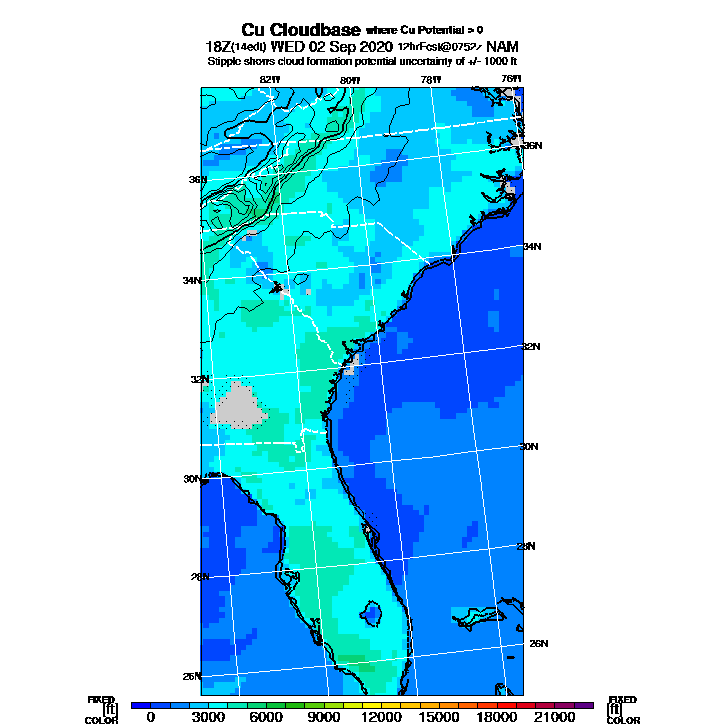 Cu Cloudbase where Cu Potential > 0
18Z(14edt) WED 02 Sep 2020 12hrFcst@0752z NAM
Stipple shows cloud formation potential uncertainty of +/- 1000 ft
82W 80W 78W 76W
36N
36N
34N
34N
32N
32N
30N
30N
28N
28N
26N
26N
FIXED FIXED
[ft] [ft]
COLOR COLOR
0 3000 6000 9000 12000 15000 18000 21000